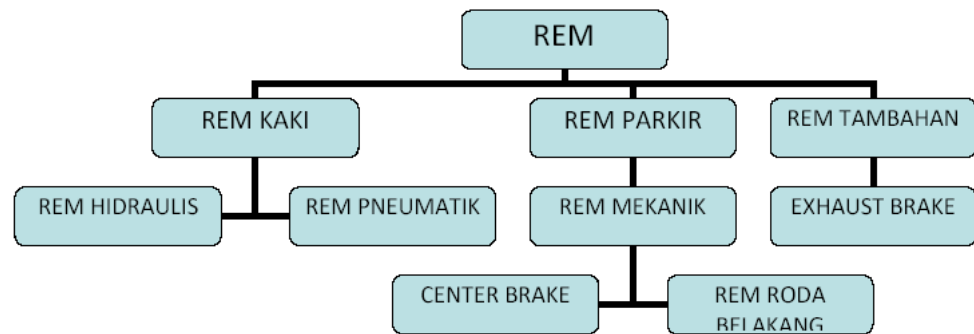 REM
REM KAKI
REM PARKIR
REM TAMBAHAN
REM HIDRAULIS
REM PNEUMATIK
REM MEKANIK
EXHAUST BRAKE
CENTER BRAKE
REM RODA
BELAKANG